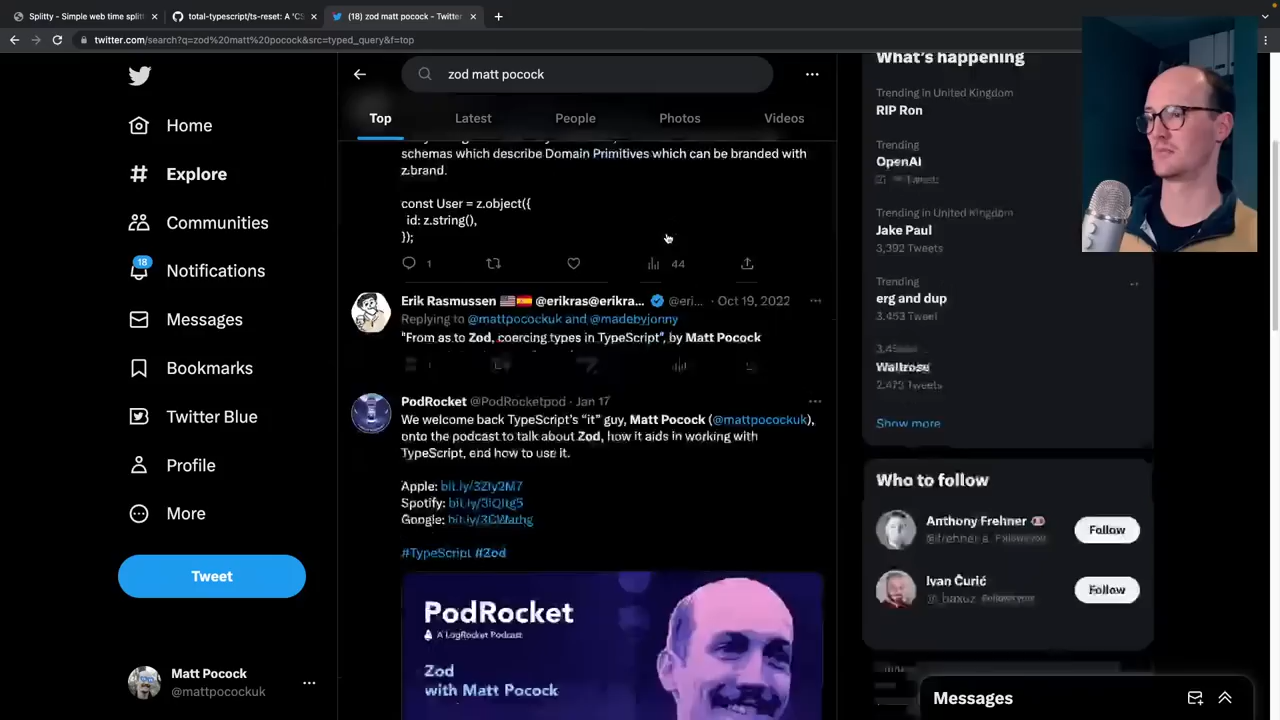 Splitty - Simple web time split
total-typescript/ts-reset: A 'CS
(18) zod matt pocock - Twitter
twitter.com/search?q=zod%20matt%20pocock&src=typed_query&f=top
Home
Explore
Communities
18
Notifications
Messages
Bookmarks
Twitter Blue
Profile
More
Tweet
Matt Pocock
@mattpocockuk
zod matt pocock
Top
Latest
People
Photos
Videos
schemas which describe Domain Primitives which can be branded with
z.brand.
const User = z.object({
id: z.string(),
});
1
44
Erik Rasmussen 🇺🇸🇪🇸 @erikras@erikra... @eri... · Oct 19, 2022
Replying to @mattpocockuk and @madebyjonny
"From as to Zod, coercing types in TypeScript", by Matt Pocock
PodRocket @PodRocketpod · Jan 17
We welcome back TypeScript's "it" guy, Matt Pocock (@mattpocockuk),
onto the podcast to talk about Zod, how it aids in working with
TypeScript, end how to use it.
Apple:
Spotify:
Google:
#TypeScript #Zod
PodRocket
A LogRocket Podcast
Zod
with Matt Pocock
What's happening
Trending in United Kingdom
RIP Ron
Trending
OpenAI
Trending in United Kingdom
Jake Paul
3,392 Tweets
Trending
erg and dup
3,453 Tweet
Waitrose
Show more
Who to follow
Anthony Frehner
Follow
Ivan Čurić
Follow
Messages